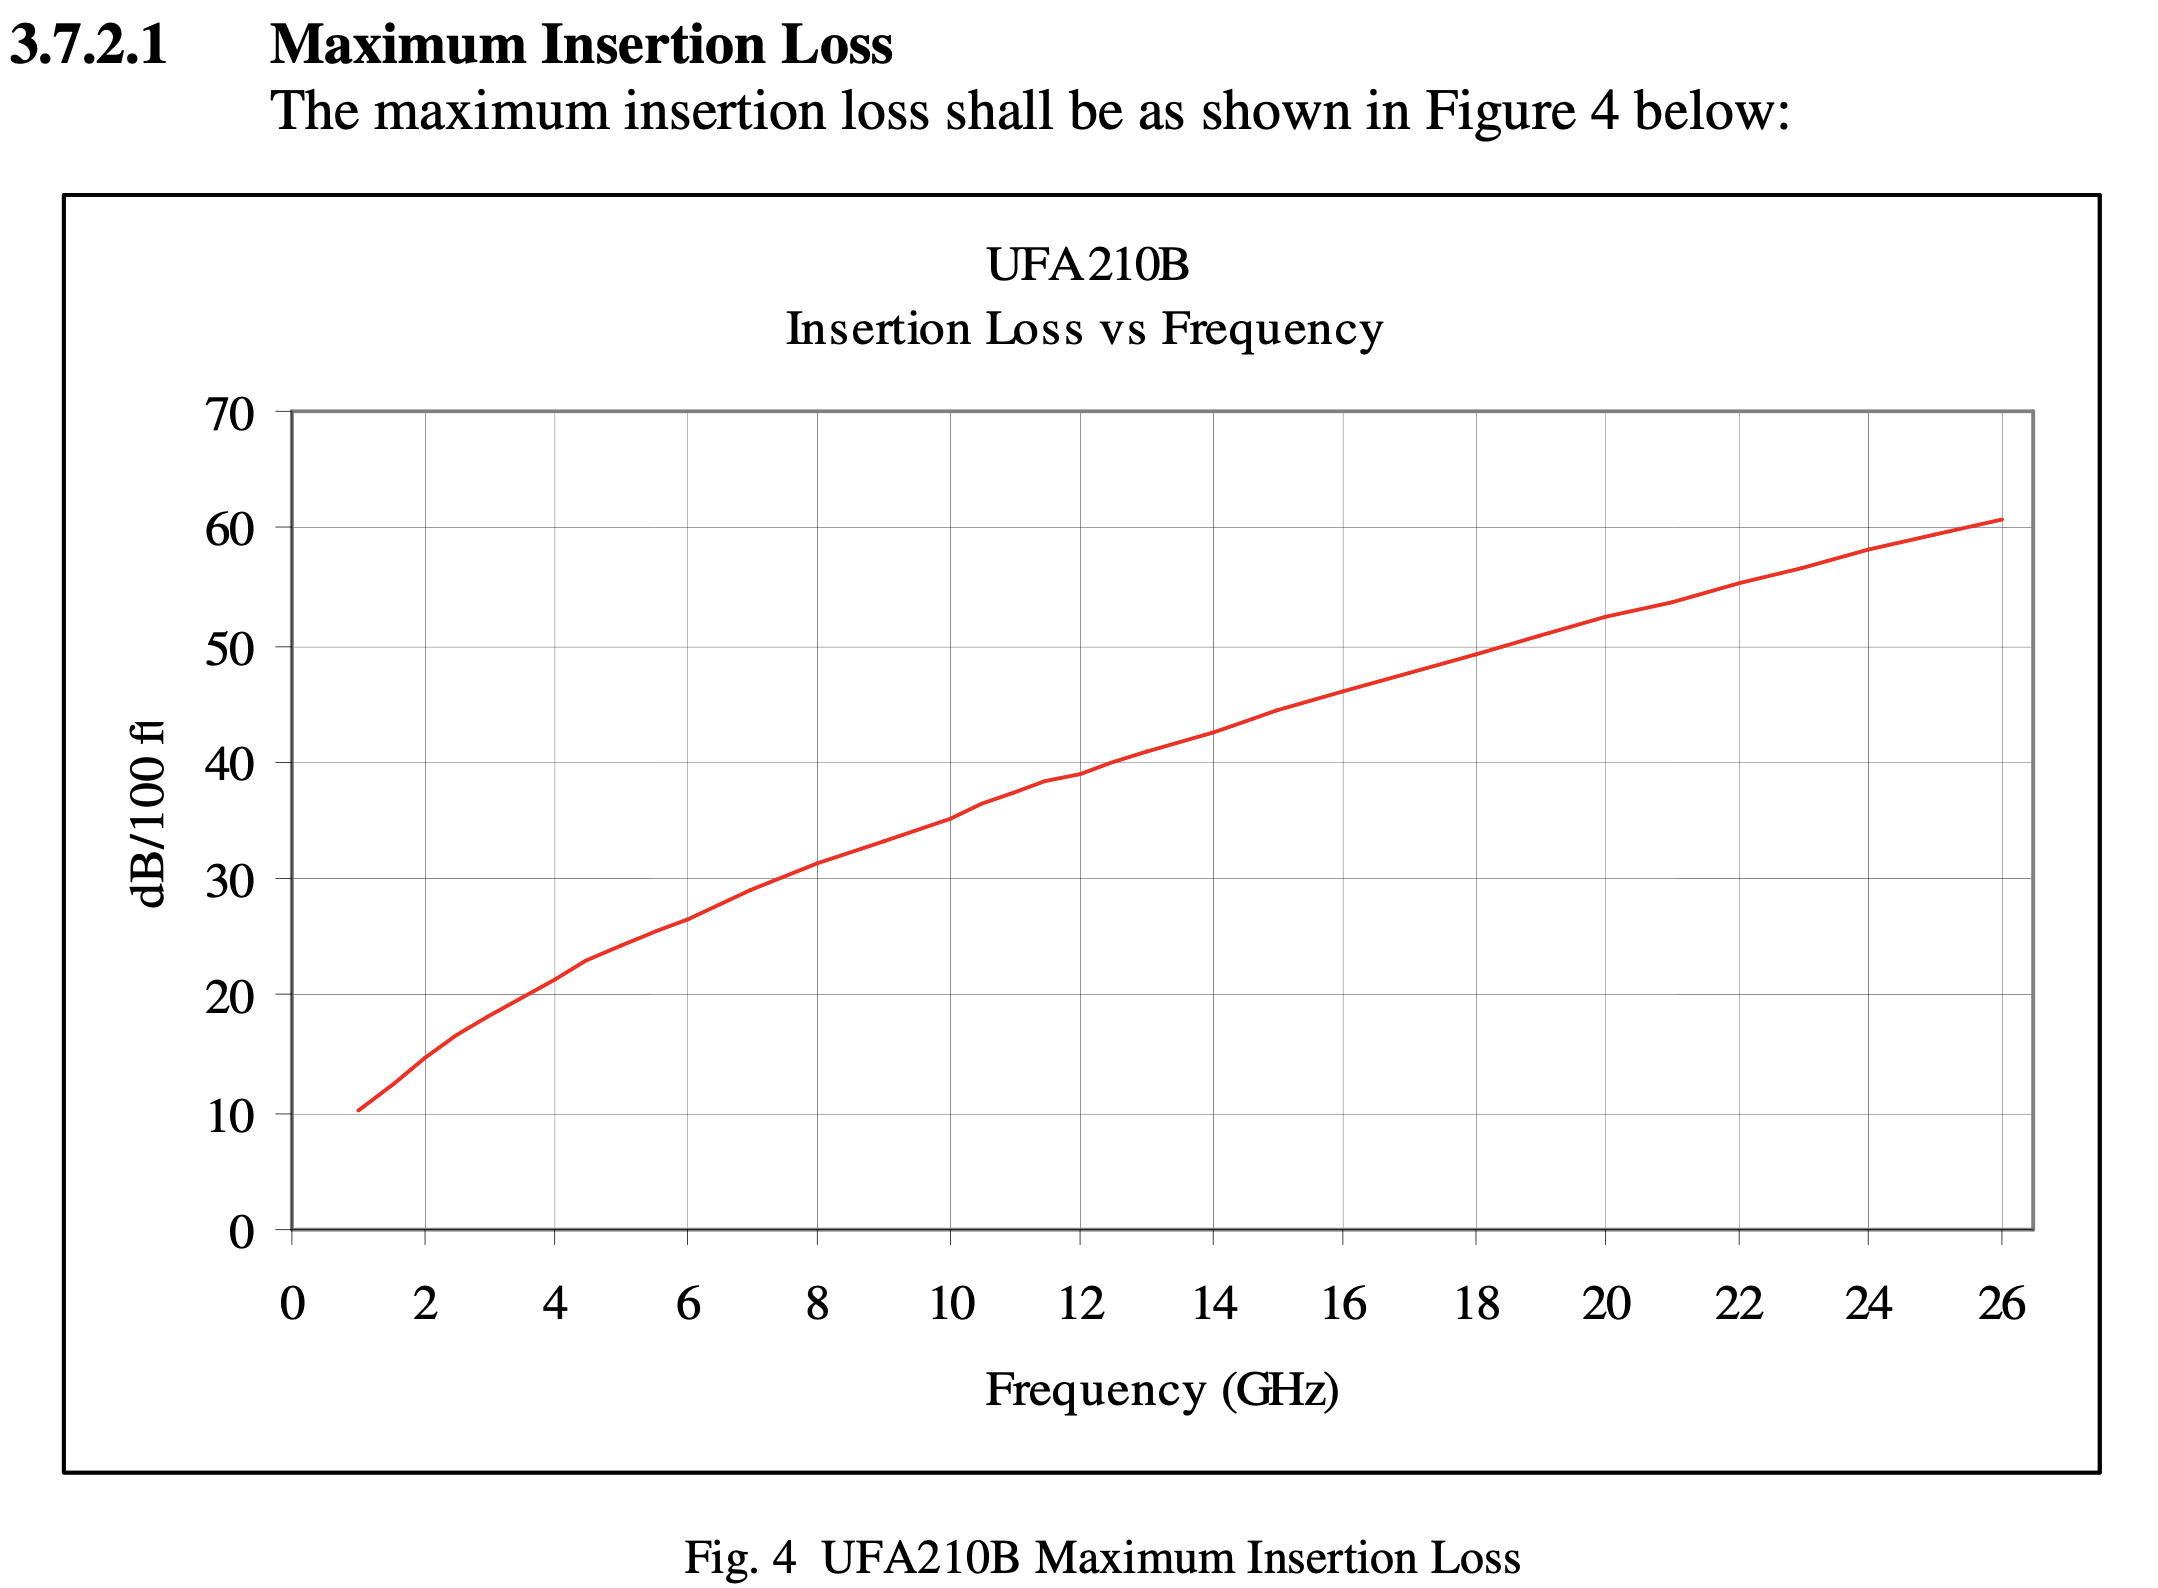 3.7.2.1 Maximum Insertion Loss
The maximum insertion loss shall be as shown in Figure 4 below:
UFA210B
Insertion Loss vs Frequency
70
60
50
40
30
20
10
0
dB/100 ft
0 2 4 6 8 10 12 14 16 18 20 22 24 26
Frequency (GHz)
Fig. 4 UFA210B Maximum Insertion Loss